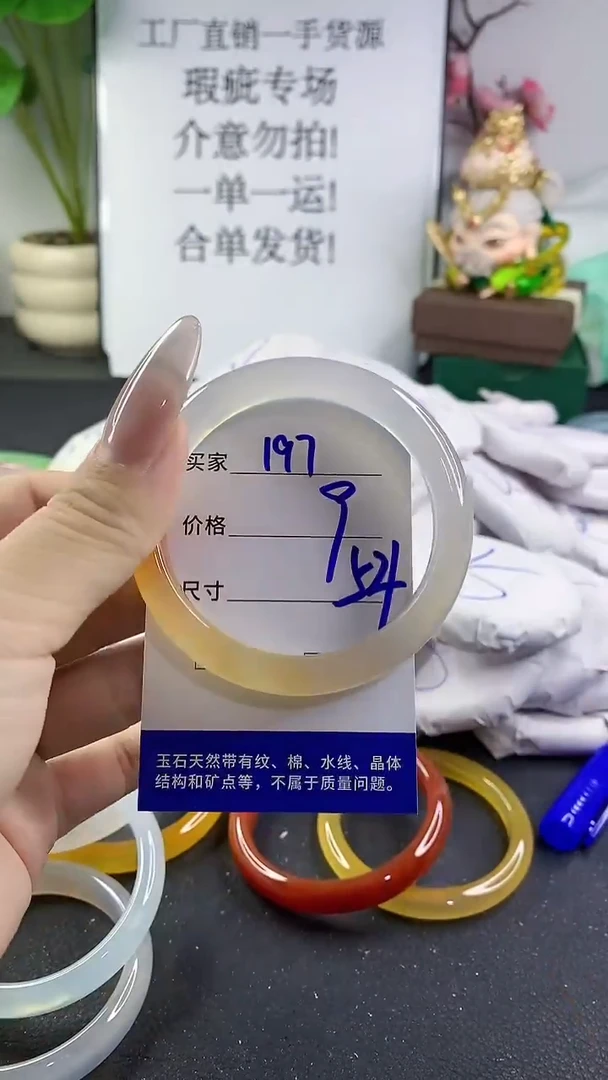 工厂直销一手货源
瑕疵专场
介意勿拍!
一单一运!
合单发货!
买家 197
价格 9
尺寸 54
玉石天然带有纹、棉、水线、晶体
结构和矿点等，不属于质量问题。